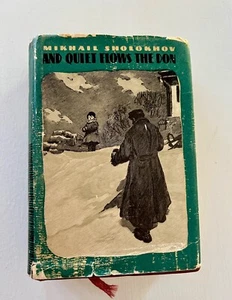 MIKHAIL SHOLOKHOV
AND QUIET FLOWS THE DON